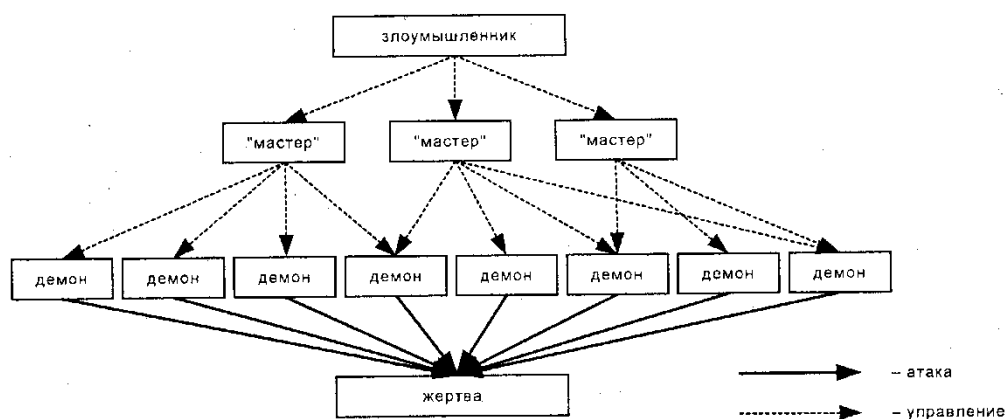 злоумышленник
"мастер" "мастер" "мастер"
демон демон демон демон демон демон демон демон
жертва
– атака
– управление